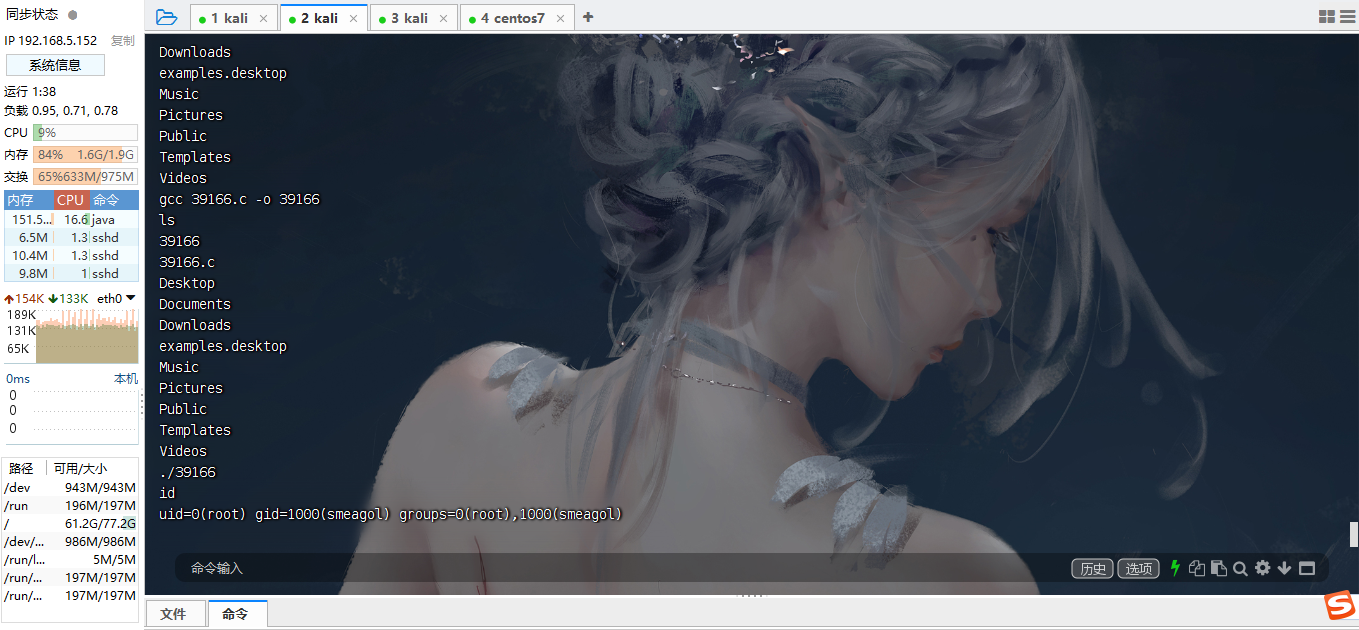 同步状态
IP 192.168.5.152 复制
系统信息
运行 1:38
负载 0.95, 0.71, 0.78
CPU 9%
内存 84% 1.6G/1.9G
交换 65% 633M/975M
内存 CPU 命令
151.5... 16.6 java
6.5M 1.3 sshd
10.4M 1.3 sshd
9.8M 1 sshd
154K 133K eth0
189K
131K
65K
0ms 本机
0
0
0
路径 可用/大小
/dev 943M/943M
/run 196M/197M
/ 61.2G/77.2G
/dev/... 986M/986M
/run/l... 5M/5M
/run/... 197M/197M
/run/... 197M/197M
1 kali × 2 kali × 3 kali × 4 centos7 × +
Downloads
examples.desktop
Music
Pictures
Public
Templates
Videos
gcc 39166.c -o 39166
ls
39166
39166.c
Desktop
Documents
Downloads
examples.desktop
Music
Pictures
Public
Templates
Videos
./39166
id
uid=0(root) gid=1000(smeagol) groups=0(root),1000(smeagol)
命令输入 历史 选项
文件 命令
S